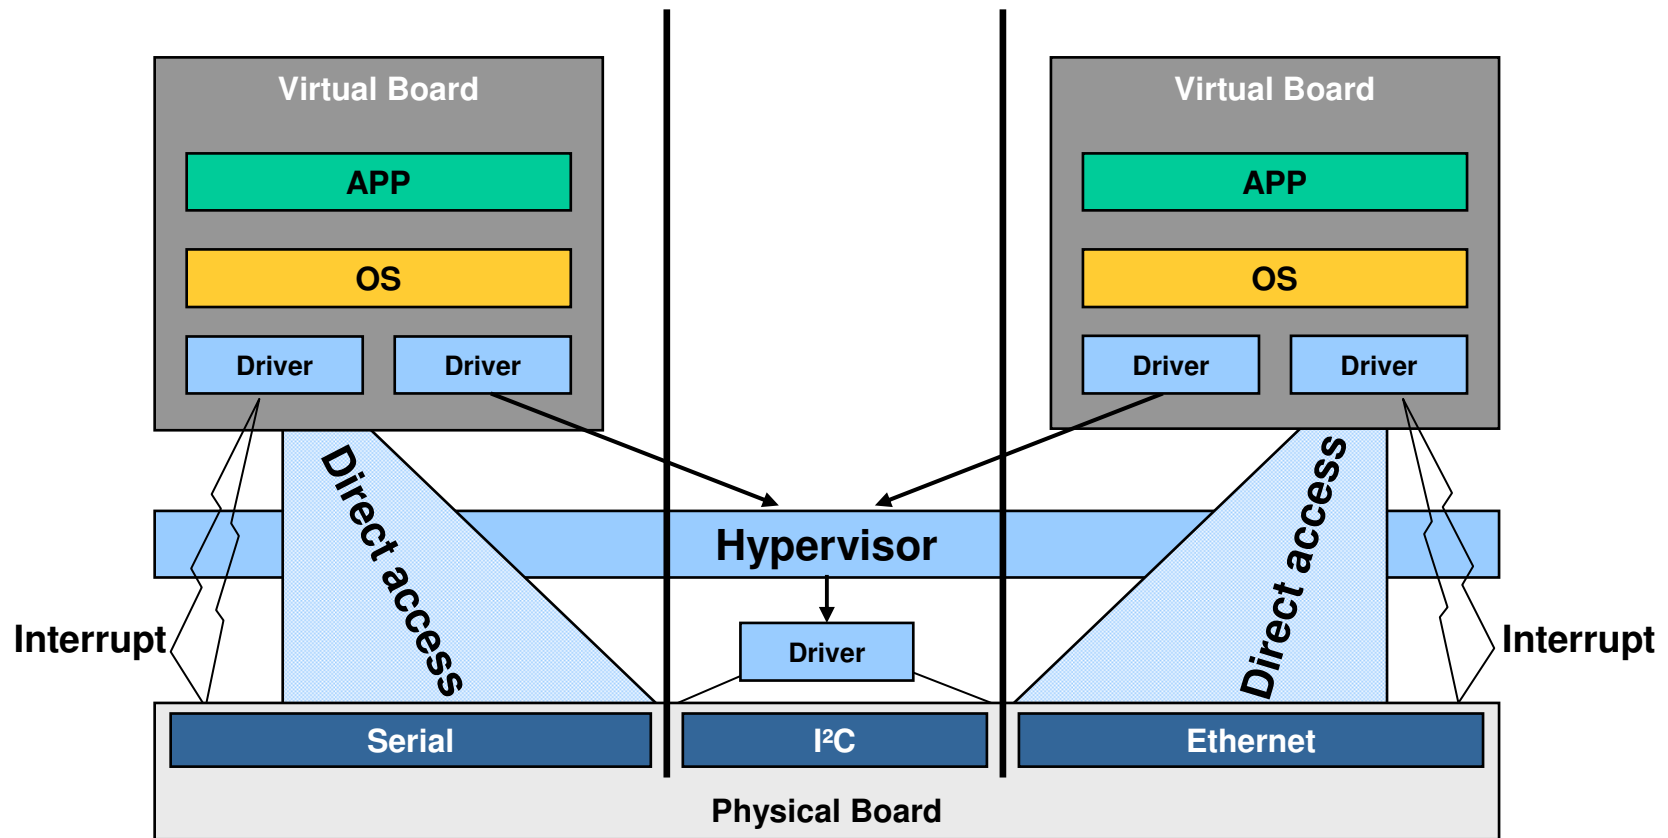 Virtual Board
APP
OS
Driver
Driver
Virtual Board
APP
OS
Driver
Driver
Direct access
Direct access
Hypervisor
Interrupt
Driver
Interrupt
Serial
I²C
Ethernet
Physical Board